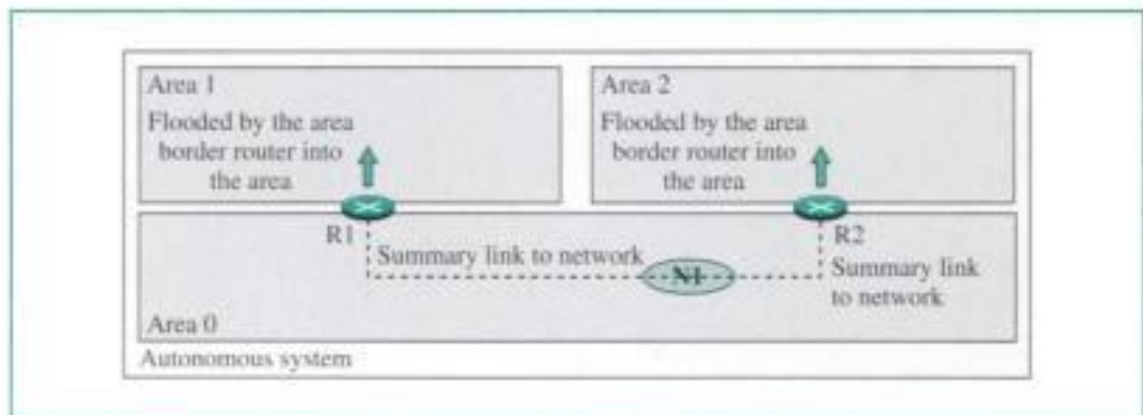 Area 1
Flooded by the area
border router into
the area
Area 2
Flooded by the area
border router into
the area
R1
R2
Summary link to network
N1
Summary link
to network
Area 0
Autonomous system